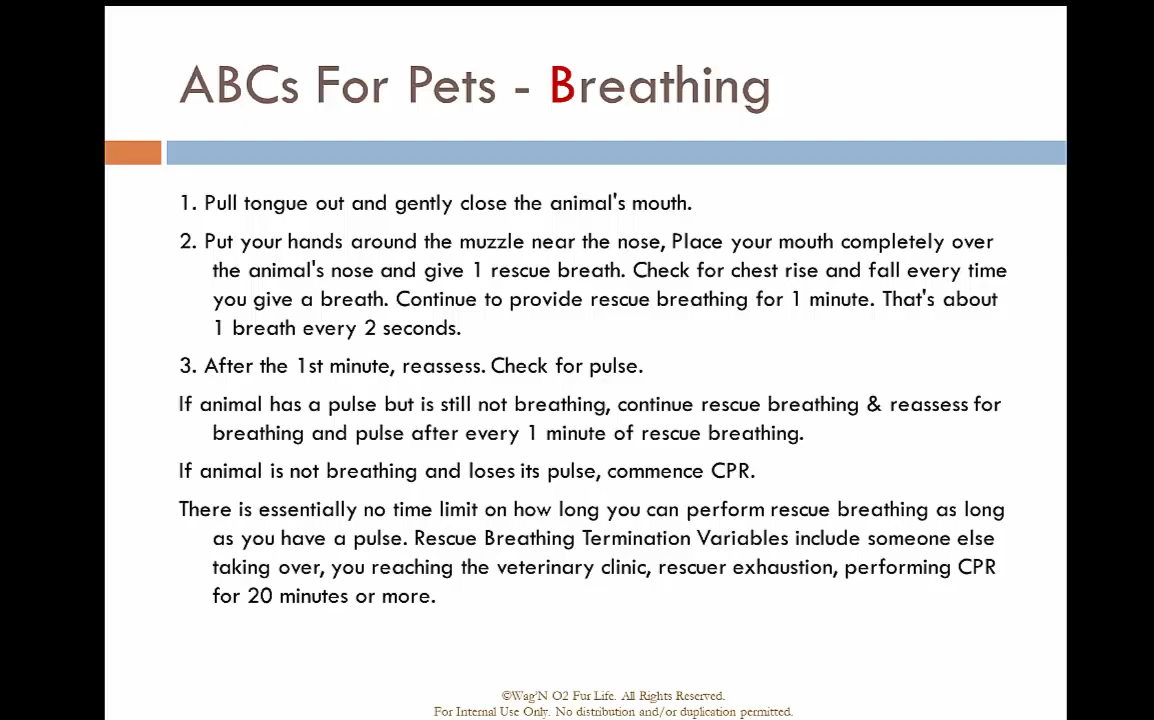 ABCs For Pets - Breathing
1. Pull tongue out and gently close the animal's mouth.
2. Put your hands around the muzzle near the nose, Place your mouth completely over
the animal's nose and give 1 rescue breath. Check for chest rise and fall every time
you give a breath. Continue to provide rescue breathing for 1 minute. That's about
1 breath every 2 seconds.
3. After the 1st minute, reassess. Check for pulse.
If animal has a pulse but is still not breathing, continue rescue breathing & reassess for
breathing and pulse after every 1 minute of rescue breathing.
If animal is not breathing and loses its pulse, commence CPR.
There is essentially no time limit on how long you can perform rescue breathing as long
as you have a pulse. Rescue Breathing Termination Variables include someone else
taking over, you reaching the veterinary clinic, rescuer exhaustion, performing CPR
for 20 minutes or more.
©Wag'N O2 Fur Life. All Rights Reserved.
For Internal Use Only. No distribution and/or duplication permitted.